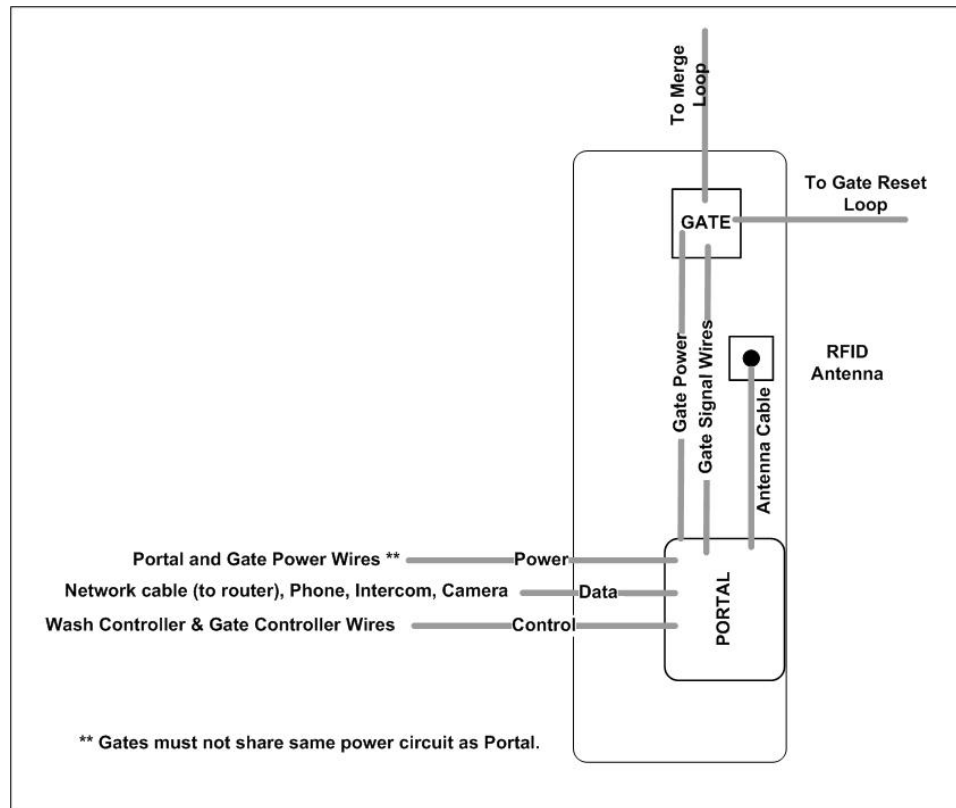 To Merge
Loop
To Gate Reset
Loop
GATE
Gate Power
Gate Signal Wires
RFID
Antenna
Antenna Cable
Portal and Gate Power Wires **
Power
Network cable (to router), Phone, Intercom, Camera
Data
Wash Controller & Gate Controller Wires
Control
PORTAL
** Gates must not share same power circuit as Portal.